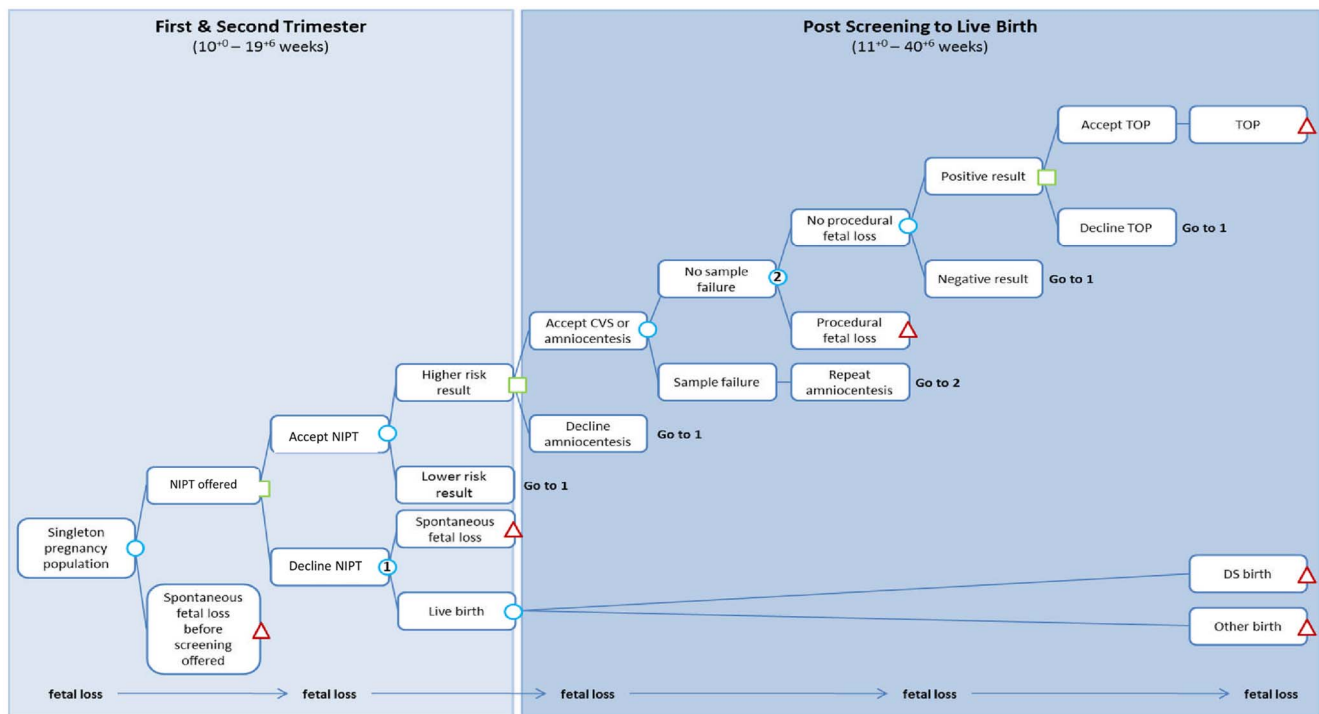 First & Second Trimester
(10⁺⁰ – 19⁺⁶ weeks)
Post Screening to Live Birth
(11⁺⁰ – 40⁺⁶ weeks)
Singleton
pregnancy
population
NIPT offered
Spontaneous
fetal loss
before
screening
offered
Accept NIPT
Decline NIPT
1
Higher risk
result
Lower risk
result
Go to 1
Spontaneous
fetal loss
Live birth
Accept CVS or
amniocentesis
Decline
amniocentesis
Go to 1
No sample
failure
2
Sample failure
Repeat
amniocentesis
Go to 2
No procedural
fetal loss
Procedural
fetal loss
Positive result
Negative result
Go to 1
Accept TOP
TOP
Decline TOP
Go to 1
DS birth
Other birth
fetal loss
fetal loss
fetal loss
fetal loss
fetal loss